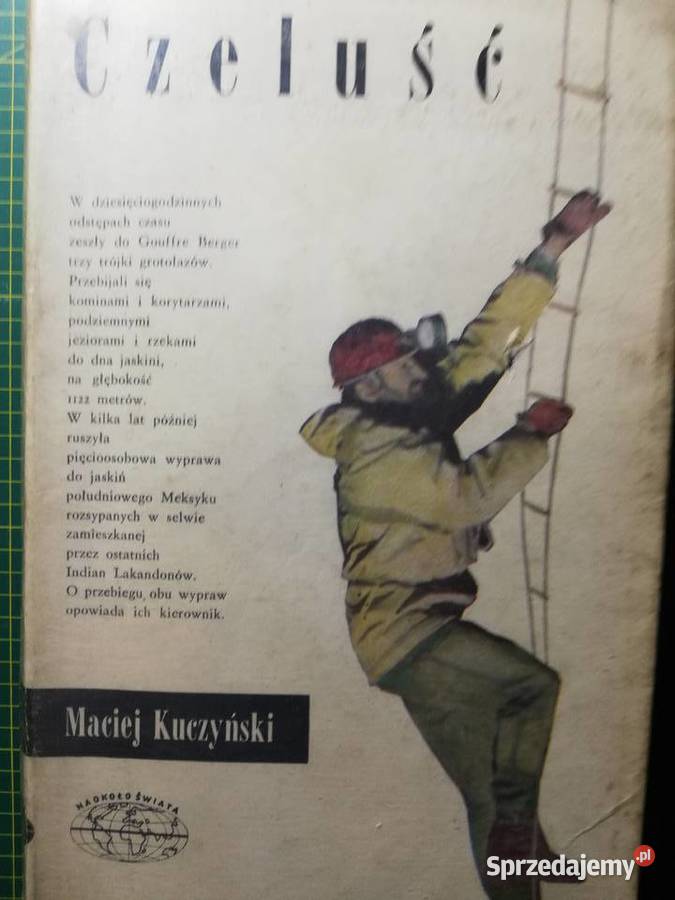 Czeluść
W dziesięciogodzinnych
odstępach czasu
zeszły do Gouffre Berger
trzy trójki grotołazów.
Przebijali się
kominami i korytarzami,
podziemnymi
jeziorami i rzekami
do dna jaskini,
na głębokość
1122 metrów.
W kilka lat później
ruszyła
pięcioosobowa wyprawa
do jaskiń
południowego Meksyku
rozsypanych w selwie
zamieszkanej
przez ostatnich
Indian Lakandonów.
O przebiegu obu wypraw
opowiada ich kierownik.
Maciej Kuczyński
NAOKOŁO ŚWIATA
Sprzedajemy.pl